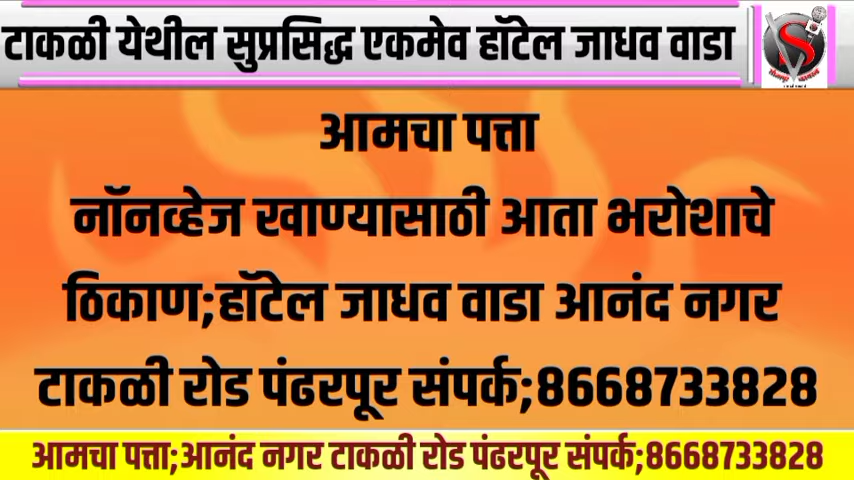 टाकळी येथील सुप्रसिद्ध एकमेव हॉटेल जाधव वाडा
आमचा पत्ता
नॉनव्हेज खाण्यासाठी आता भरोशाचे
ठिकाण;हॉटेल जाधव वाडा आनंद नगर
टाकळी रोड पंढरपूर संपर्क;8668733828
आमचा पत्ता;आनंद नगर टाकळी रोड पंढरपूर संपर्क;8668733828